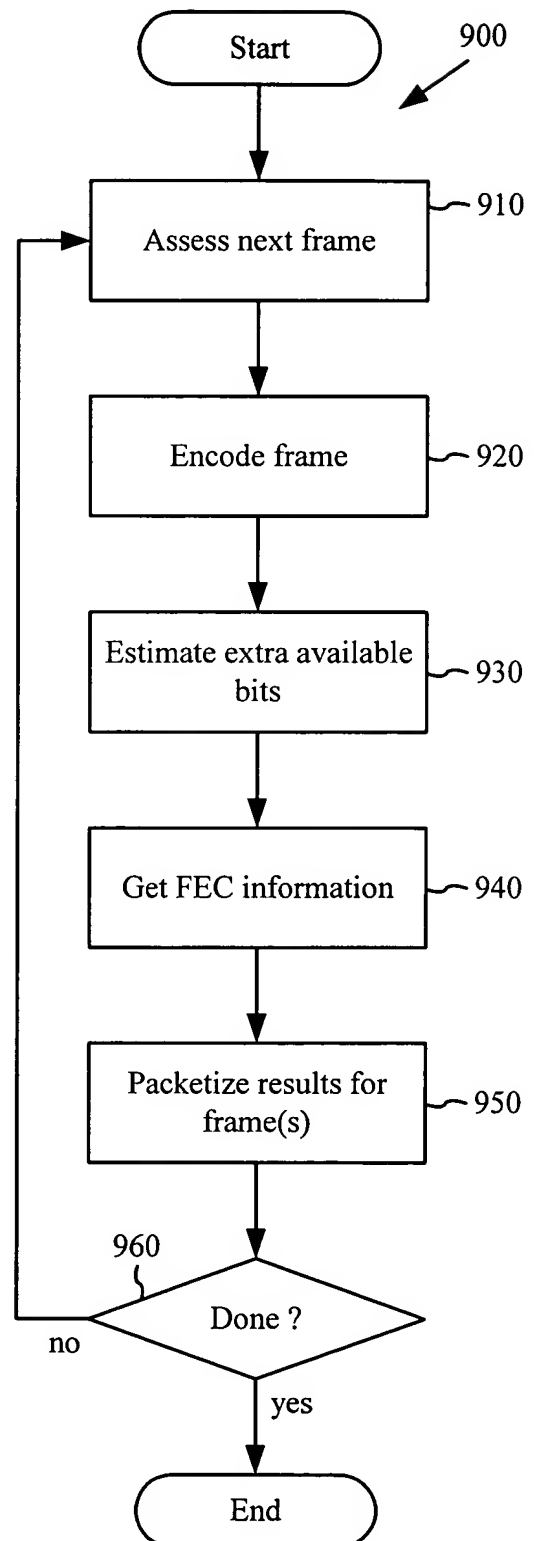 Start
900
Assess next frame
910
Encode frame
920
Estimate extra available
bits
930
Get FEC information
940
Packetize results for
frame(s)
950
960
Done ?
no
yes
End